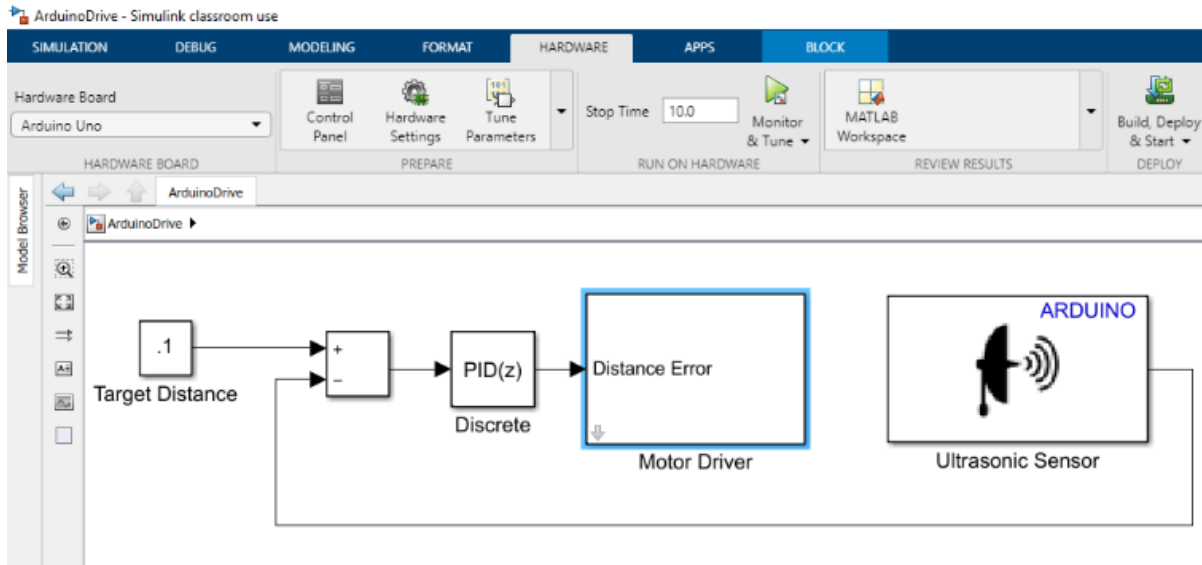 ArduinoDrive - Simulink classroom use
SIMULATION DEBUG MODELING FORMAT HARDWARE APPS BLOCK
Hardware Board
Arduino Uno
Control Panel
Hardware Settings
Tune Parameters
Stop Time 10.0
Monitor & Tune
MATLAB Workspace
Build, Deploy & Start
HARDWARE BOARD PREPARE RUN ON HARDWARE REVIEW RESULTS DEPLOY
Model Browser
ArduinoDrive
ArduinoDrive
.1
Target Distance
+
−
PID(z)
Discrete
Distance Error
Motor Driver
ARDUINO
Ultrasonic Sensor